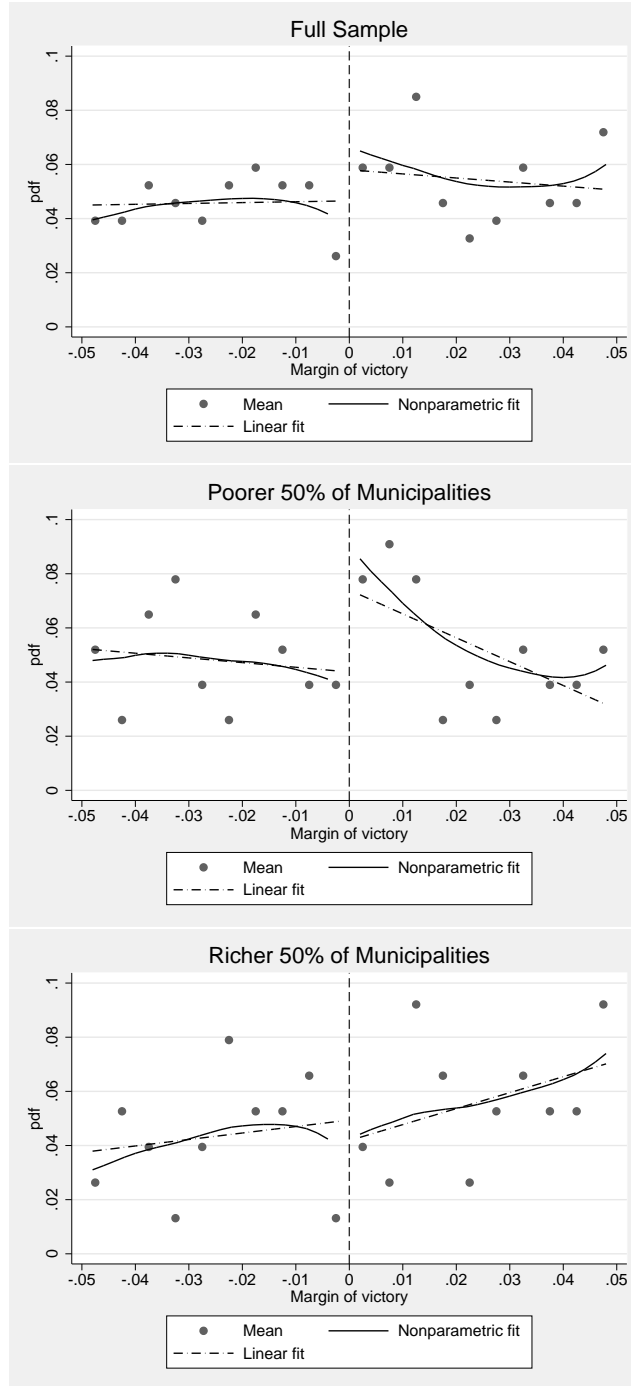 Full Sample
pdf
.1
.08
.06
.04
.02
0
-.05 -.04 -.03 -.02 -.01 0 .01 .02 .03 .04 .05
Margin of victory
Mean Nonparametric fit
Linear fit
Poorer 50% of Municipalities
pdf
.1
.08
.06
.04
.02
0
-.05 -.04 -.03 -.02 -.01 0 .01 .02 .03 .04 .05
Margin of victory
Mean Nonparametric fit
Linear fit
Richer 50% of Municipalities
pdf
.1
.08
.06
.04
.02
0
-.05 -.04 -.03 -.02 -.01 0 .01 .02 .03 .04 .05
Margin of victory
Mean Nonparametric fit
Linear fit